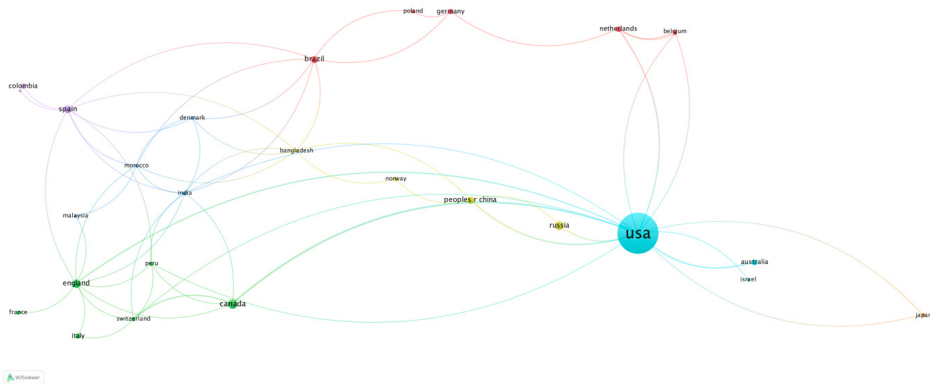 poland
germany
netherlands
belgium
brazil
colombia
spain
denmark
bangladesh
morocco
norway
india
peoples r china
malaysia
russia
usa
peru
australia
england
israel
canada
france
switzerland
japan
italy
VOSviewer